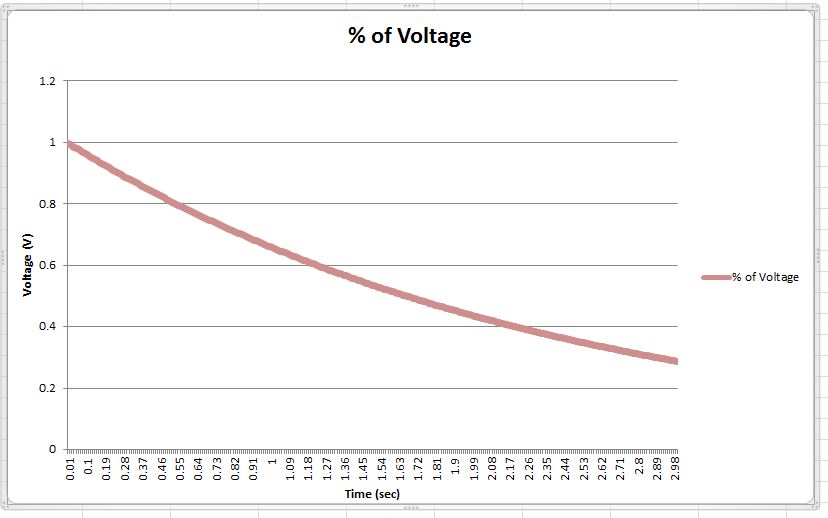 % of Voltage
1.2
1
0.8
0.6
0.4
0.2
0
Voltage (V)
0.01 0.1 0.19 0.28 0.37 0.46 0.55 0.64 0.73 0.82 0.91 1 1.09 1.18 1.27 1.36 1.45 1.54 1.63 1.72 1.81 1.9 1.99 2.08 2.17 2.26 2.35 2.44 2.53 2.62 2.71 2.8 2.89 2.98
Time (sec)
% of Voltage